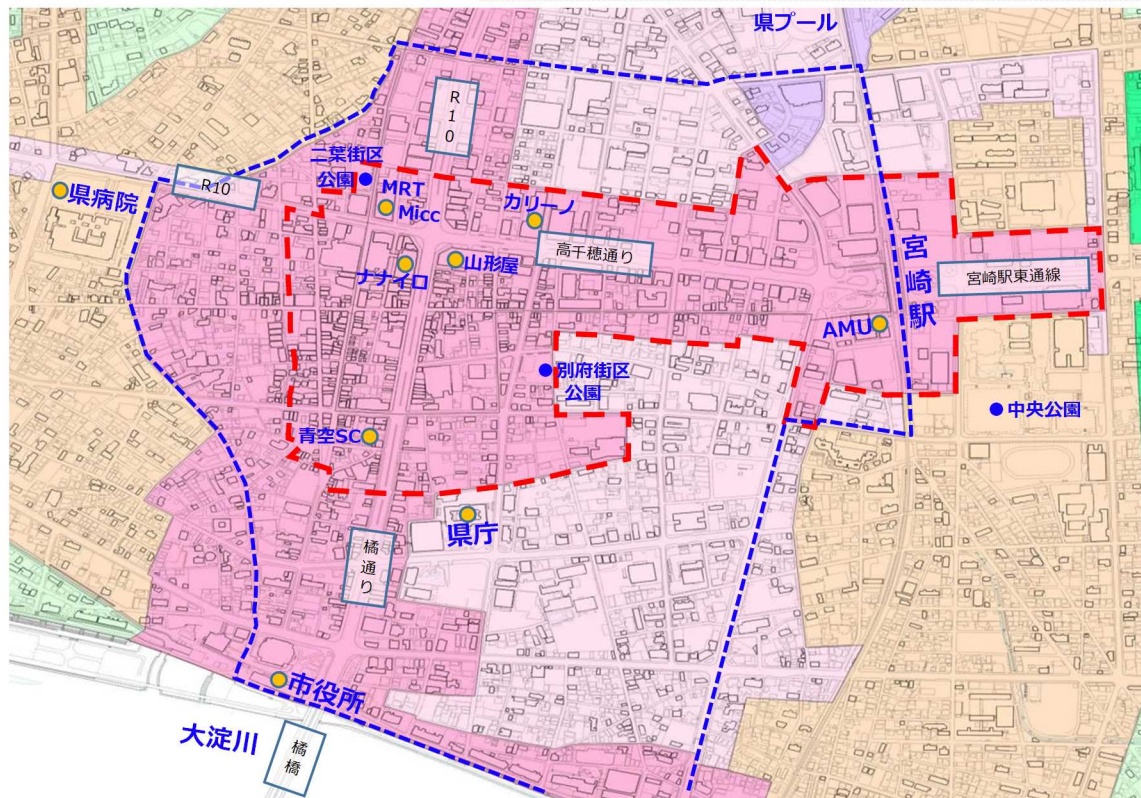 県プール
R10
二葉街区
公園
R10
県病院
MRT
Micc
カリーノ
高千穂通り
ナナイロ
山形屋
宮崎駅
宮崎駅東通線
AMU
別府街区
公園
中央公園
青空SC
県庁
橘通り
市役所
大淀川
橘橋